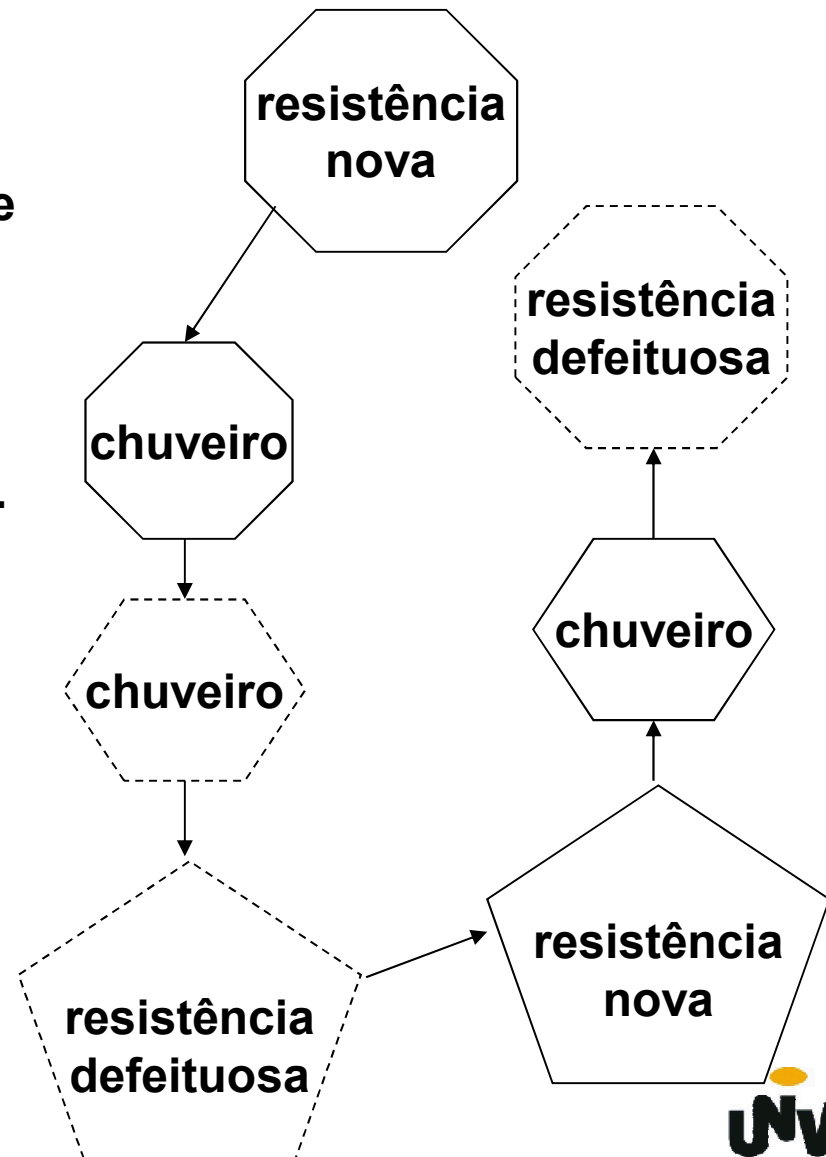 resistência
nova
e
resistência
defeituosa
chuveiro
.
chuveiro
chuveiro
resistência
nova
resistência
defeituosa